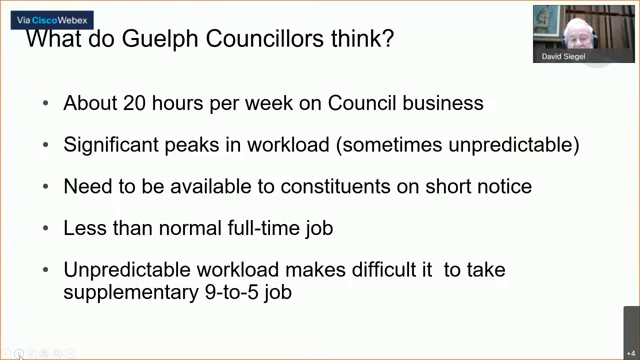 Via Cisco Webex
What do Guelph Councillors think?
David Siegel
• About 20 hours per week on Council business
• Significant peaks in workload (sometimes unpredictable)
• Need to be available to constituents on short notice
• Less than normal full-time job
• Unpredictable workload makes difficult it to take
supplementary 9-to-5 job
+4